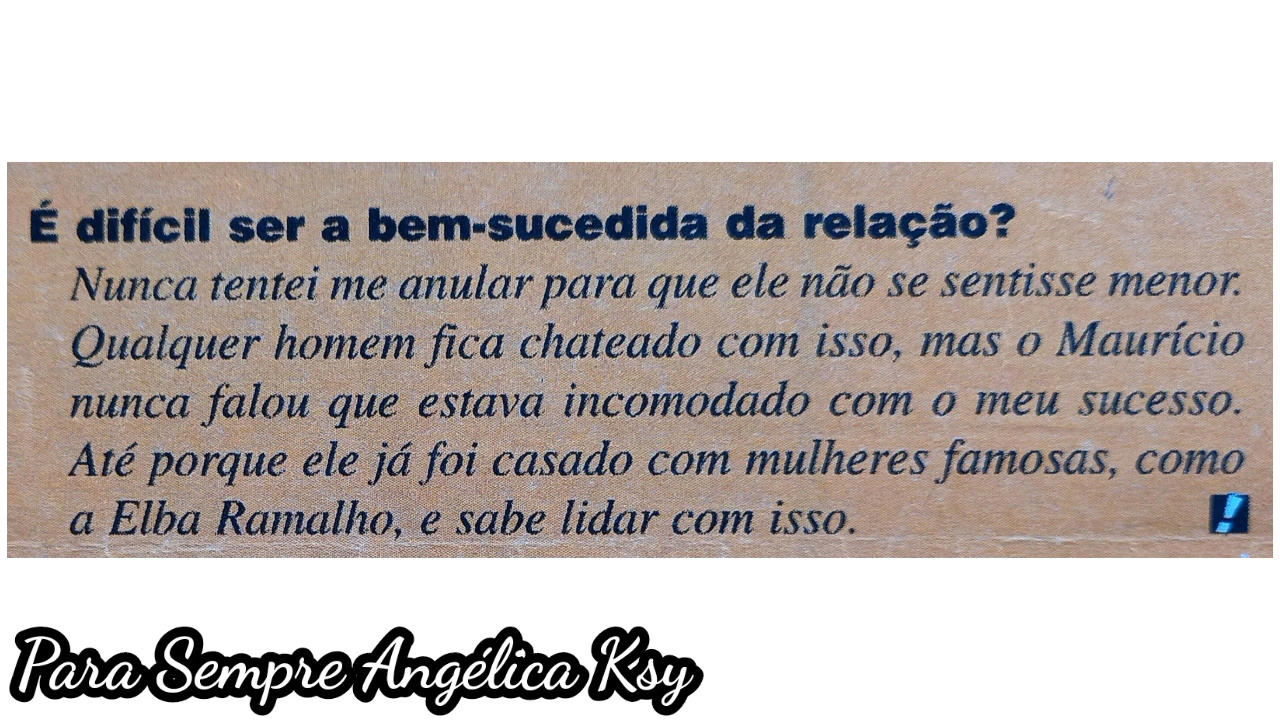 É difícil ser a bem-sucedida da relação?
Nunca tentei me anular para que ele não se sentisse menor.
Qualquer homem fica chateado com isso, mas o Maurício
nunca falou que estava incomodado com o meu sucesso.
Até porque ele já foi casado com mulheres famosas, como
a Elba Ramalho, e sabe lidar com isso.
!
Para Sempre Angélica Ksy